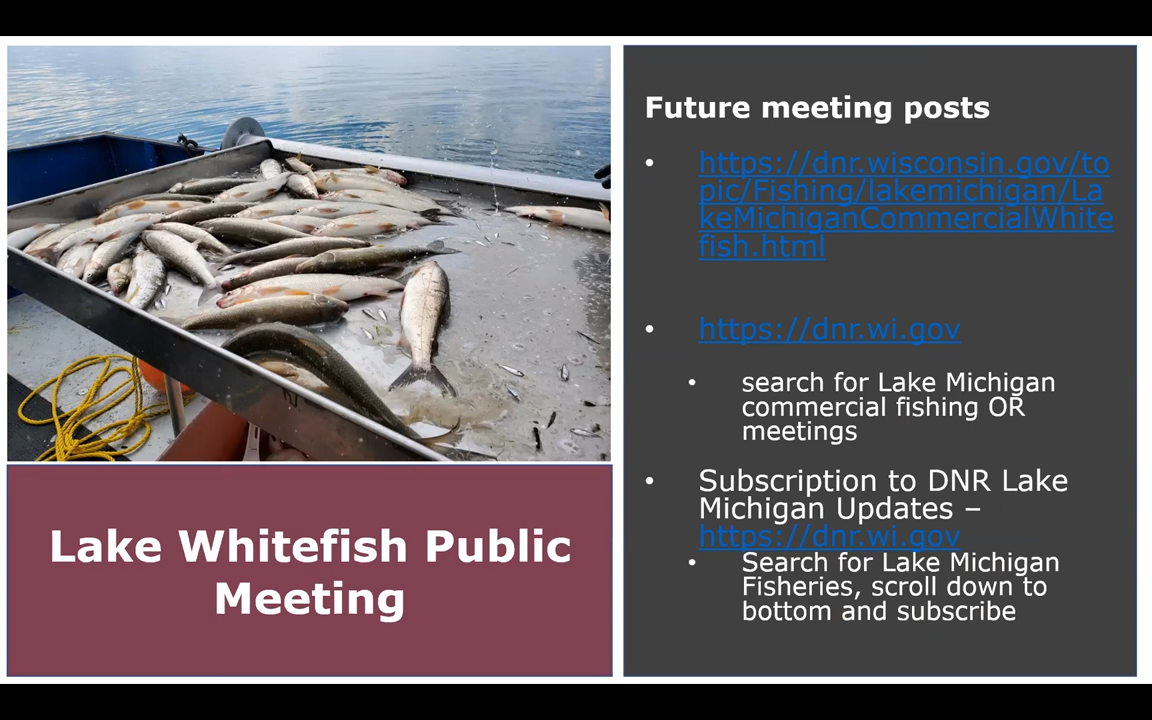 Lake Whitefish Public
Meeting
Future meeting posts
• https://dnr.wisconsin.gov/to
pic/Fishing/lakemichigan/La
keMichiganCommercialWhite
fish.html
• https://dnr.wi.gov
• search for Lake Michigan
commercial fishing OR
meetings
• Subscription to DNR Lake
Michigan Updates –
https://dnr.wi.gov
• Search for Lake Michigan
Fisheries, scroll down to
bottom and subscribe